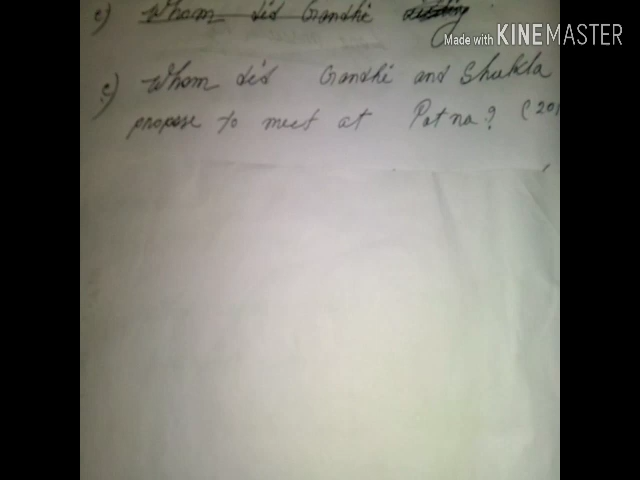 c) Whom did Gandhi
Made with KINEMASTER
c) Whom did Gandhi and Shukla
propose to meet at Patna? (20